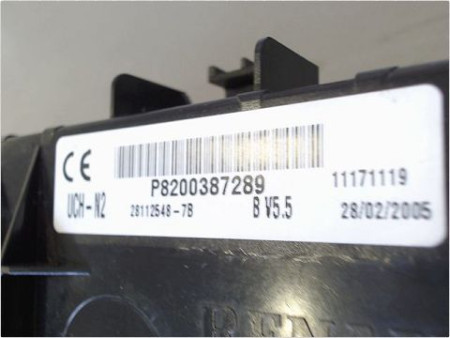 CE
P8200387289 11171119
UCH-N2 28112548-7B B V5.5 28/02/2005